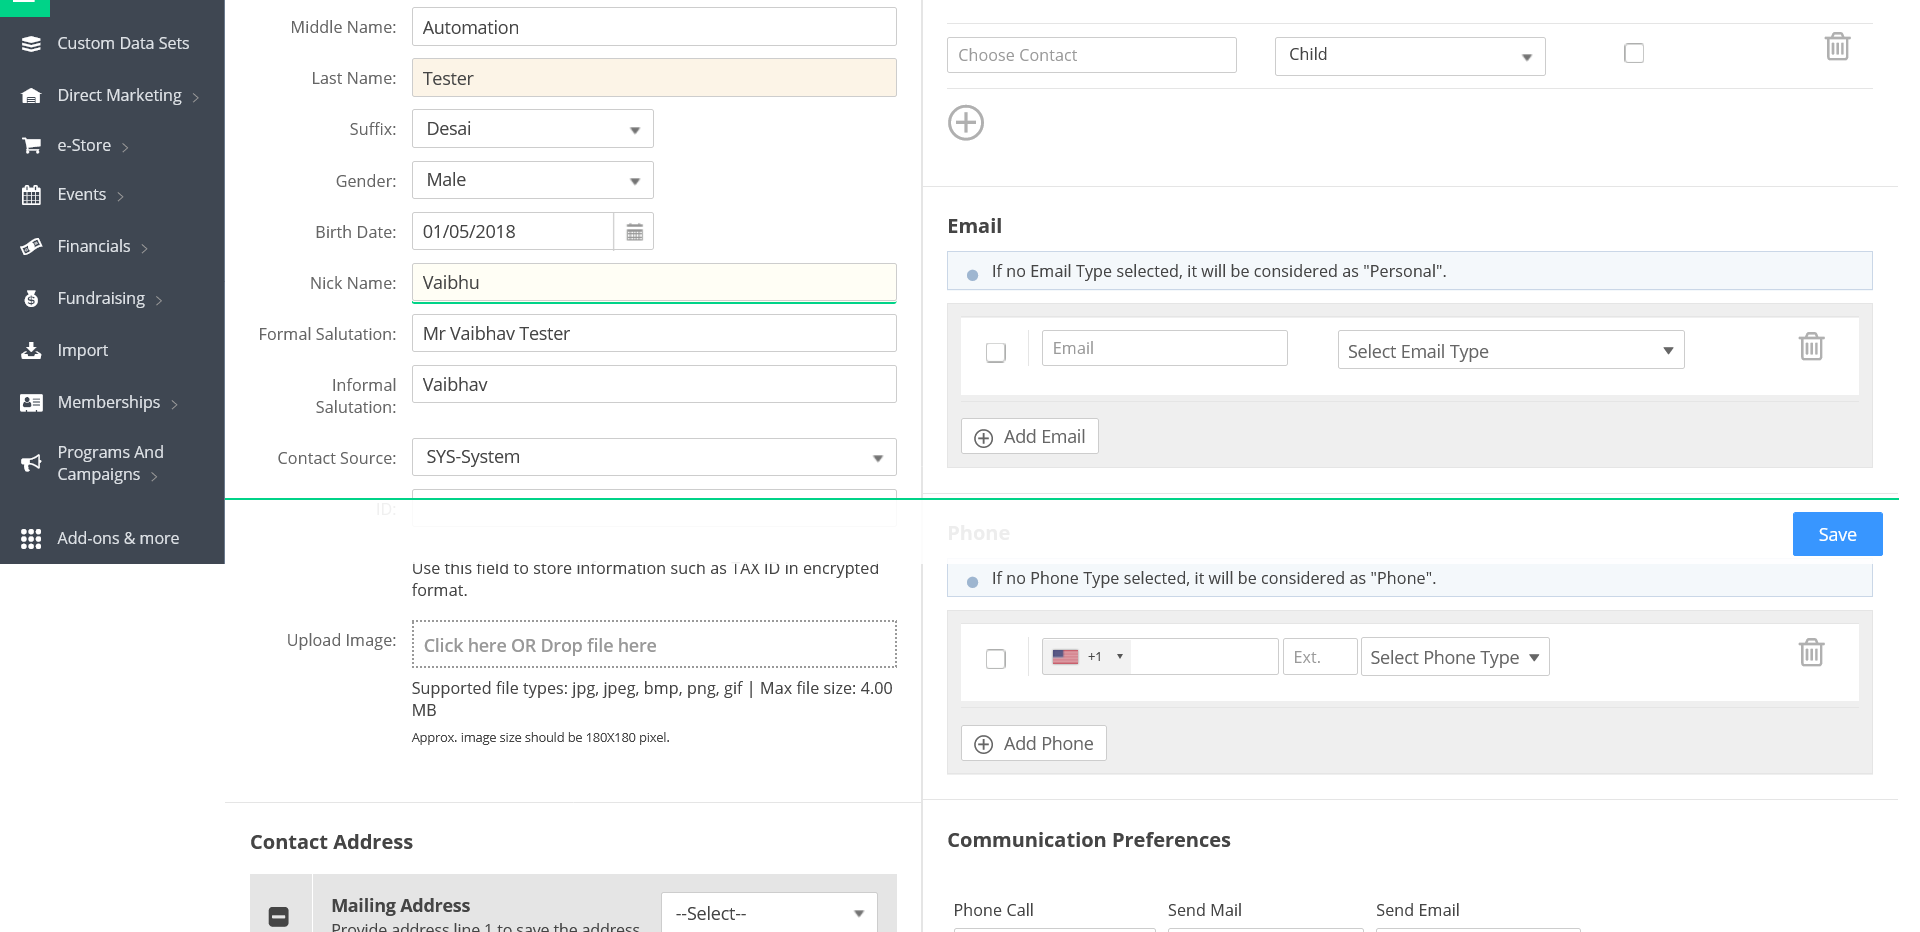 Custom Data Sets
Direct Marketing
e-Store
Events
Financials
Fundraising
Import
Memberships
Programs And
Campaigns
Add-ons & more
Middle Name: Automation
Last Name: Tester
Suffix: Desai
Gender: Male
Birth Date: 01/05/2018
Nick Name: Vaibhu
Formal Salutation: Mr Vaibhav Tester
Informal
Salutation:
Vaibhav
Contact Source: SYS-System
ID:
Use this field to store information such as TAX ID in encrypted
format.
Upload Image: Click here OR Drop file here
Supported file types: jpg, jpeg, bmp, png, gif | Max file size: 4.00
MB
Approx. image size should be 180X180 pixel.
Contact Address
Mailing Address
Provide address line 1 to save the address
--Select--
Choose Contact Child
Email
If no Email Type selected, it will be considered as "Personal".
Email Select Email Type
Add Email
Phone
Save
If no Phone Type selected, it will be considered as "Phone".
+1 Ext. Select Phone Type
Add Phone
Communication Preferences
Phone Call Send Mail Send Email